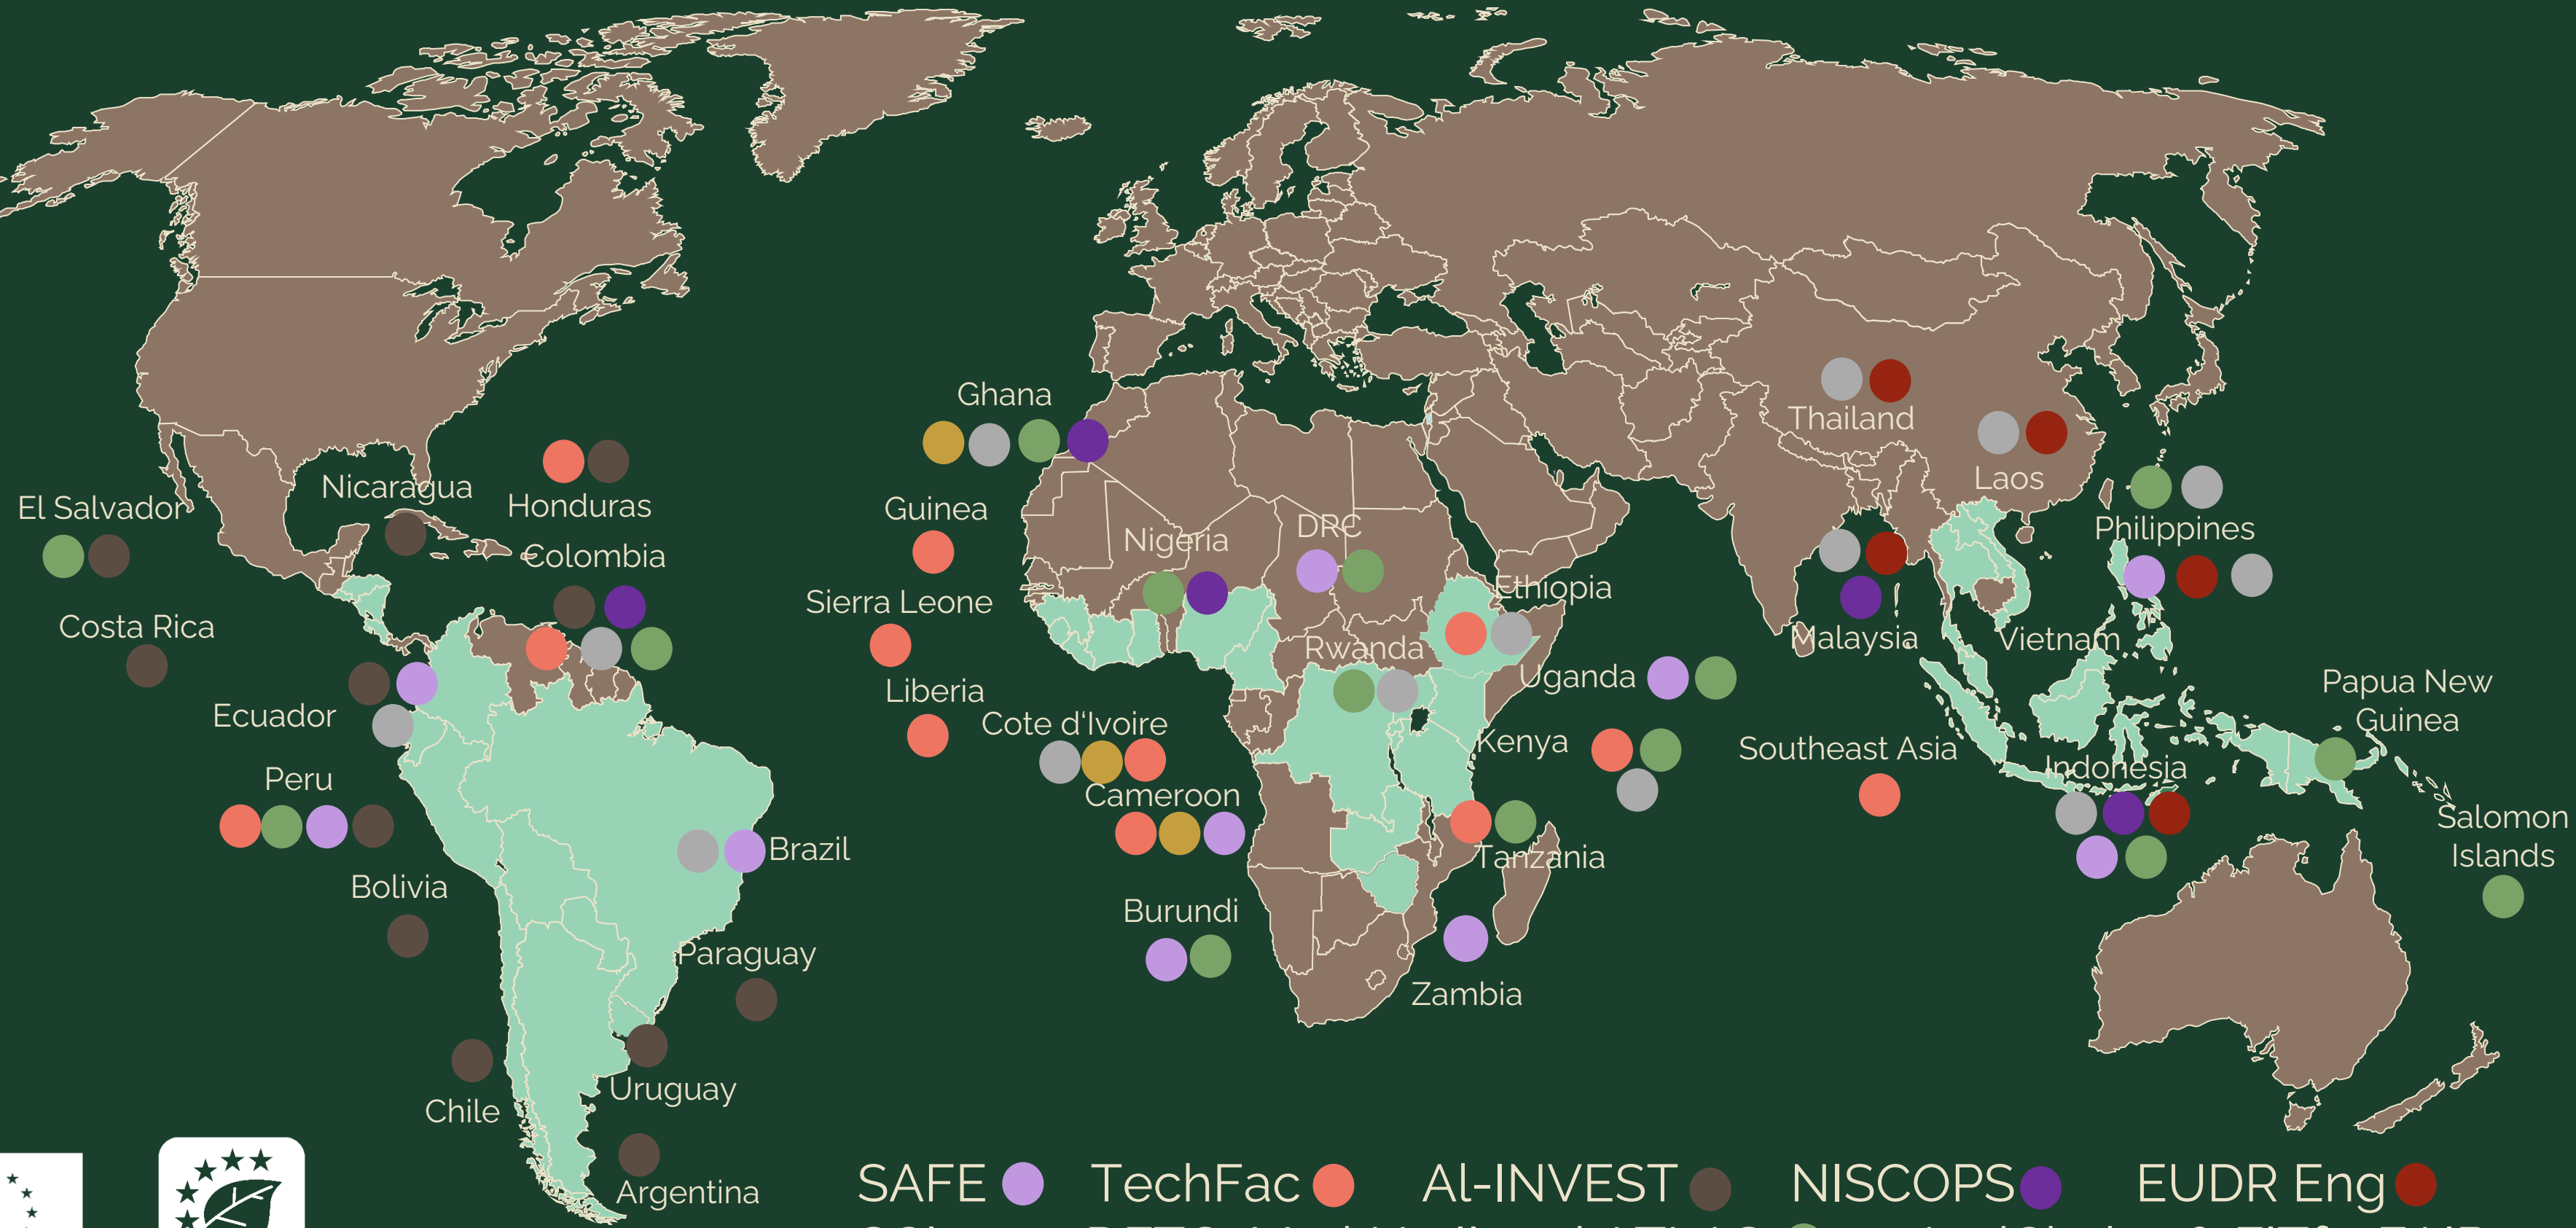 Ghana
Thailand
Laos
Nicaragua
El Salvador
Honduras
Guinea
Philippines
DRC
Nigeria
Colombia
Ethiopia
Sierra Leone
Costa Rica
Malaysia
Vietnam
Rwanda
Uganda
Liberia
Papua New
Guinea
Ecuador
Cote d'Ivoire
Kenya
Southeast Asia
Indonesia
Peru
Cameroon
Salomon
Islands
Brazil
Tanzania
Bolivia
Burundi
Paraguay
Zambia
Uruguay
Chile
Argentina
SAFE TechFac Al-INVEST NISCOPS EUDR Eng